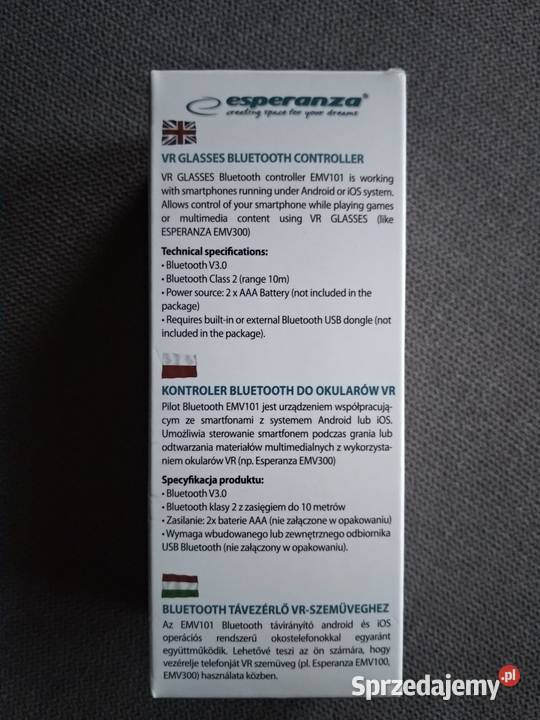 esperanza®
creating space for your dreams
VR GLASSES BLUETOOTH CONTROLLER
VR GLASSES Bluetooth controller EMV101 is working
with smartphones running under Android or iOS system.
Allows control of your smartphone while playing games
or multimedia content using VR GLASSES (like
ESPERANZA EMV300)
Technical specifications:
• Bluetooth V3.0
• Bluetooth Class 2 (range 10m)
• Power source: 2 x AAA Battery (not included in the
package)
• Requires built-in or external Bluetooth USB dongle (not
included in the package).
KONTROLER BLUETOOTH DO OKULARÓW VR
Pilot Bluetooth EMV101 jest urządzeniem współpracują-
cym ze smartfonami z systemem Android lub iOS.
Umożliwia sterowanie smartfonem podczas grania lub
odtwarzania materiałów multimedialnych z wykorzysta-
niem okularów VR (np. Esperanza EMV300)
Specyfikacja produktu:
• Bluetooth V3.0
• Bluetooth klasy 2 z zasięgiem do 10 metrów
• Zasilanie: 2x baterie AAA (nie załączone w opakowaniu)
• Wymaga wbudowanego lub zewnętrznego odbiornika
USB Bluetooth (nie załączony w opakowaniu).
BLUETOOTH TÁVEZÉRLŐ VR-SZEMÜVEGHEZ
Az EMV101 Bluetooth távirányító android és iOS
operációs rendszerű okostelefonokkal egyaránt
együttműködik. Lehetővé teszi az ön számára, hogy
vezérelje telefonját VR szemüveg (pl. Esperanza EMV100,
EMV300) használata közben.
Sprzedajemy.pl